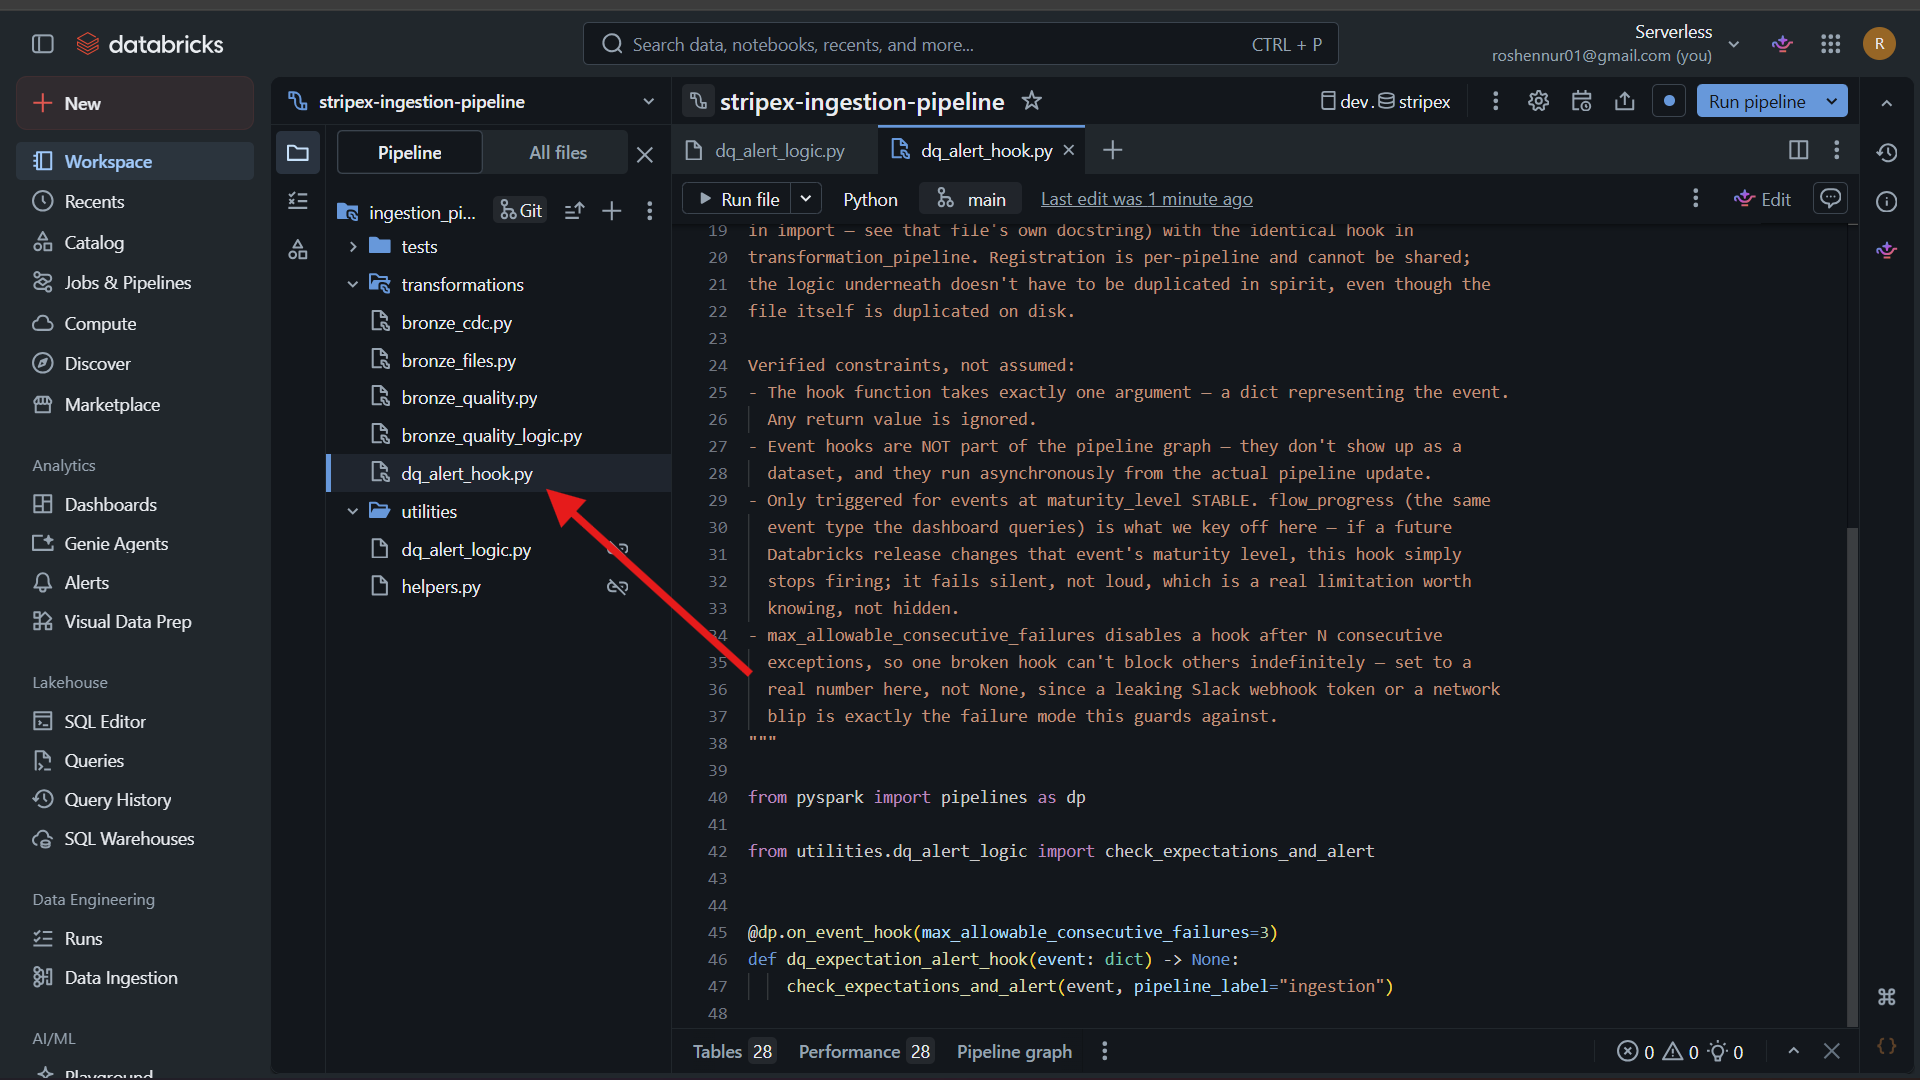 databricks
Search data, notebooks, recents, and more...
CTRL + P
Serverless
roshennur01@gmail.com (you)
R
New
Workspace
Recents
Catalog
Jobs & Pipelines
Compute
Discover
Marketplace
Analytics
Dashboards
Genie Agents
Alerts
Visual Data Prep
Lakehouse
SQL Editor
Queries
Query History
SQL Warehouses
Data Engineering
Runs
Data Ingestion
AI/ML
Playground
stripex-ingestion-pipeline
Pipeline
All files
ingestion_pi...
Git
tests
transformations
bronze_cdc.py
bronze_files.py
bronze_quality.py
bronze_quality_logic.py
dq_alert_hook.py
utilities
dq_alert_logic.py
helpers.py
stripex-ingestion-pipeline
dev.stripex
Run pipeline
dq_alert_logic.py
dq_alert_hook.py
Run file
Python
main
Last edit was 1 minute ago
Edit
19 in import — see that file's own docstring) with the identical hook in
20 transformation_pipeline. Registration is per-pipeline and cannot be shared;
21 the logic underneath doesn't have to be duplicated in spirit, even though the
22 file itself is duplicated on disk.
23
24 Verified constraints, not assumed:
25 - The hook function takes exactly one argument — a dict representing the event.
26 Any return value is ignored.
27 - Event hooks are NOT part of the pipeline graph — they don't show up as a
28 dataset, and they run asynchronously from the actual pipeline update.
29 - Only triggered for events at maturity_level STABLE. flow_progress (the same
30 event type the dashboard queries) is what we key off here — if a future
31 Databricks release changes that event's maturity level, this hook simply
32 stops firing; it fails silent, not loud, which is a real limitation worth
33 knowing, not hidden.
34 - max_allowable_consecutive_failures disables a hook after N consecutive
35 exceptions, so one broken hook can't block others indefinitely — set to a
36 real number here, not None, since a leaking Slack webhook token or a network
37 blip is exactly the failure mode this guards against.
38 """
39
40 from pyspark import pipelines as dp
41
42 from utilities.dq_alert_logic import check_expectations_and_alert
43
44
45 @dp.on_event_hook(max_allowable_consecutive_failures=3)
46 def dq_expectation_alert_hook(event: dict) -> None:
47 check_expectations_and_alert(event, pipeline_label="ingestion")
48
Tables 28
Performance 28
Pipeline graph
0
0
0